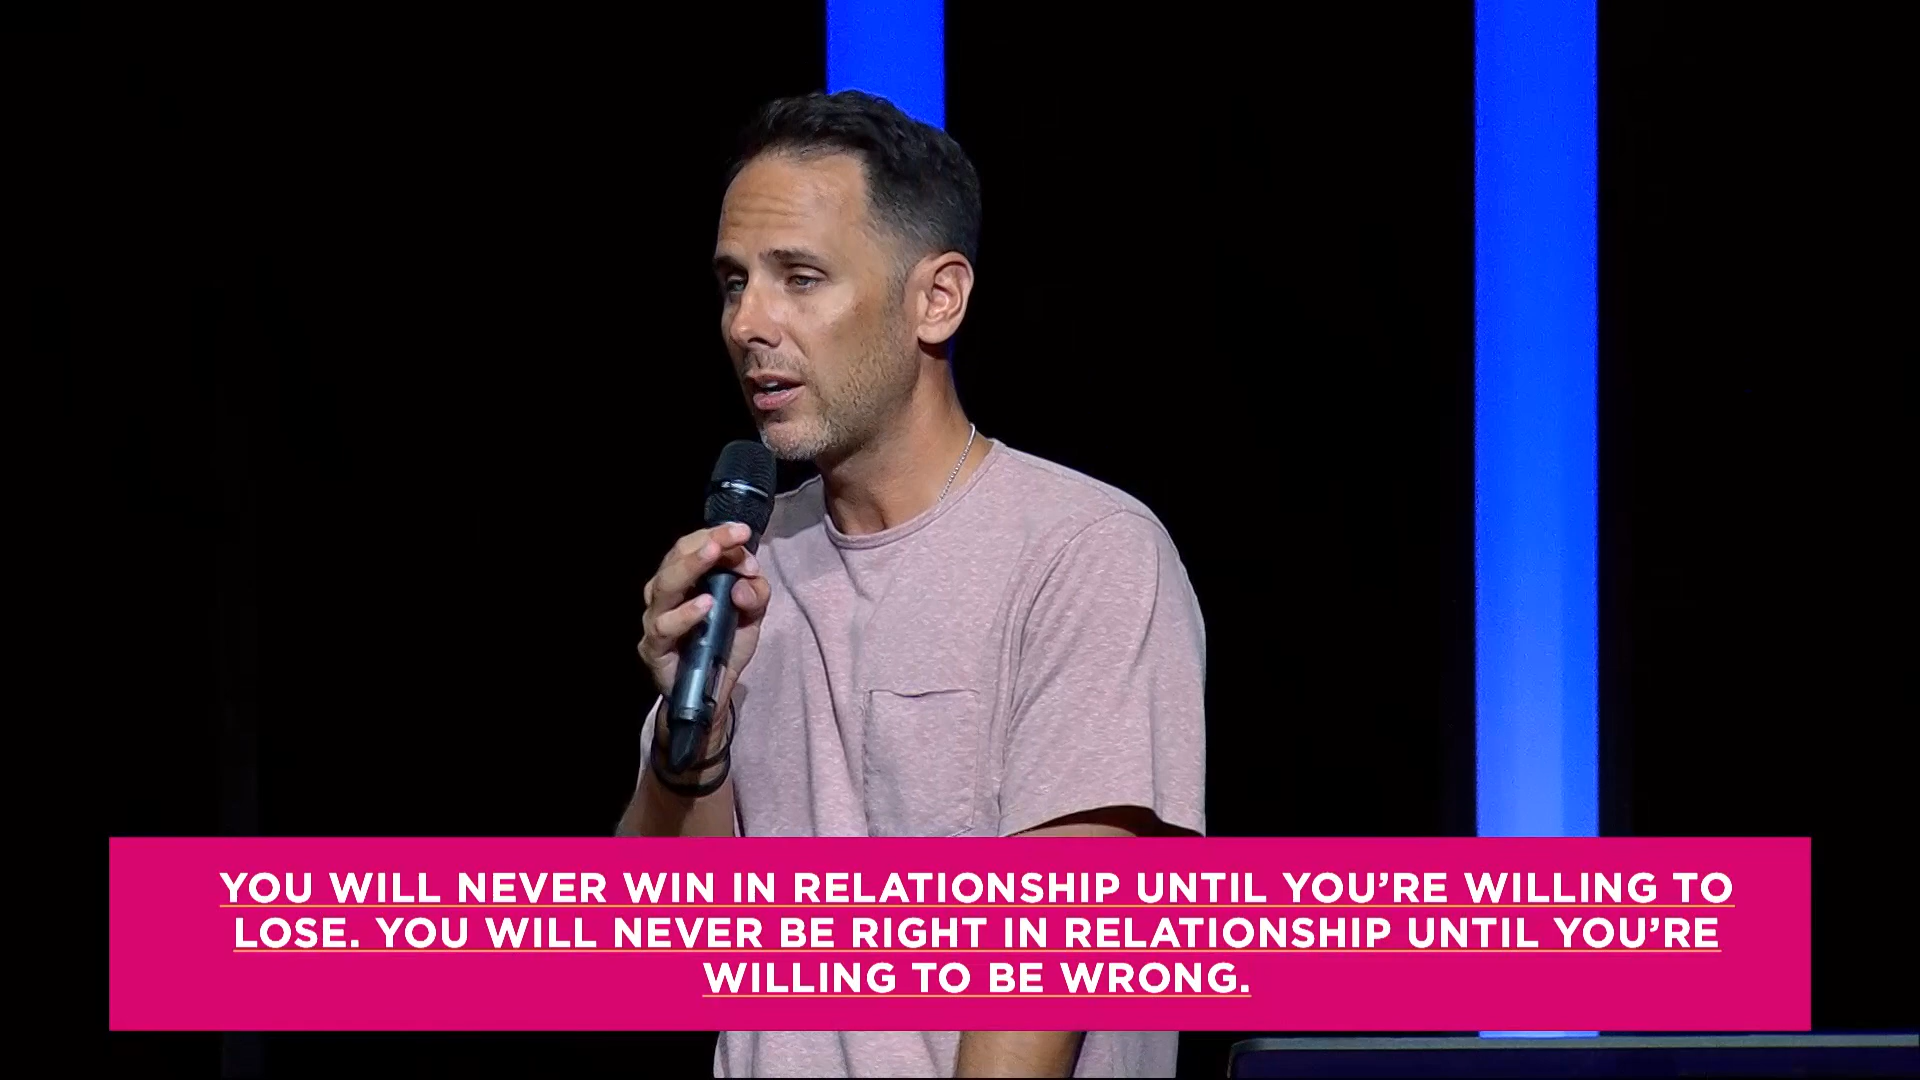 YOU WILL NEVER WIN IN RELATIONSHIP UNTIL YOU’RE WILLING TO
LOSE. YOU WILL NEVER BE RIGHT IN RELATIONSHIP UNTIL YOU’RE
WILLING TO BE WRONG.